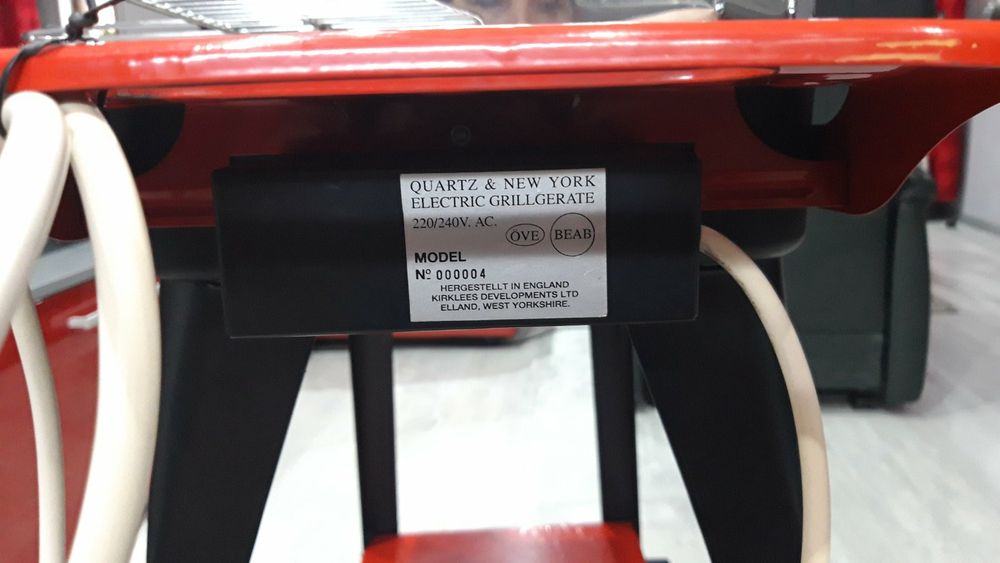 QUARTZ & NEW YORK
ELECTRIC GRILLGERATE
220/240V. AC.
ÖVE BEAB
MODEL
Nº 000004
HERGESTELLT IN ENGLAND
KIRKLEES DEVELOPMENTS LTD
ELLAND, WEST YORKSHIRE.